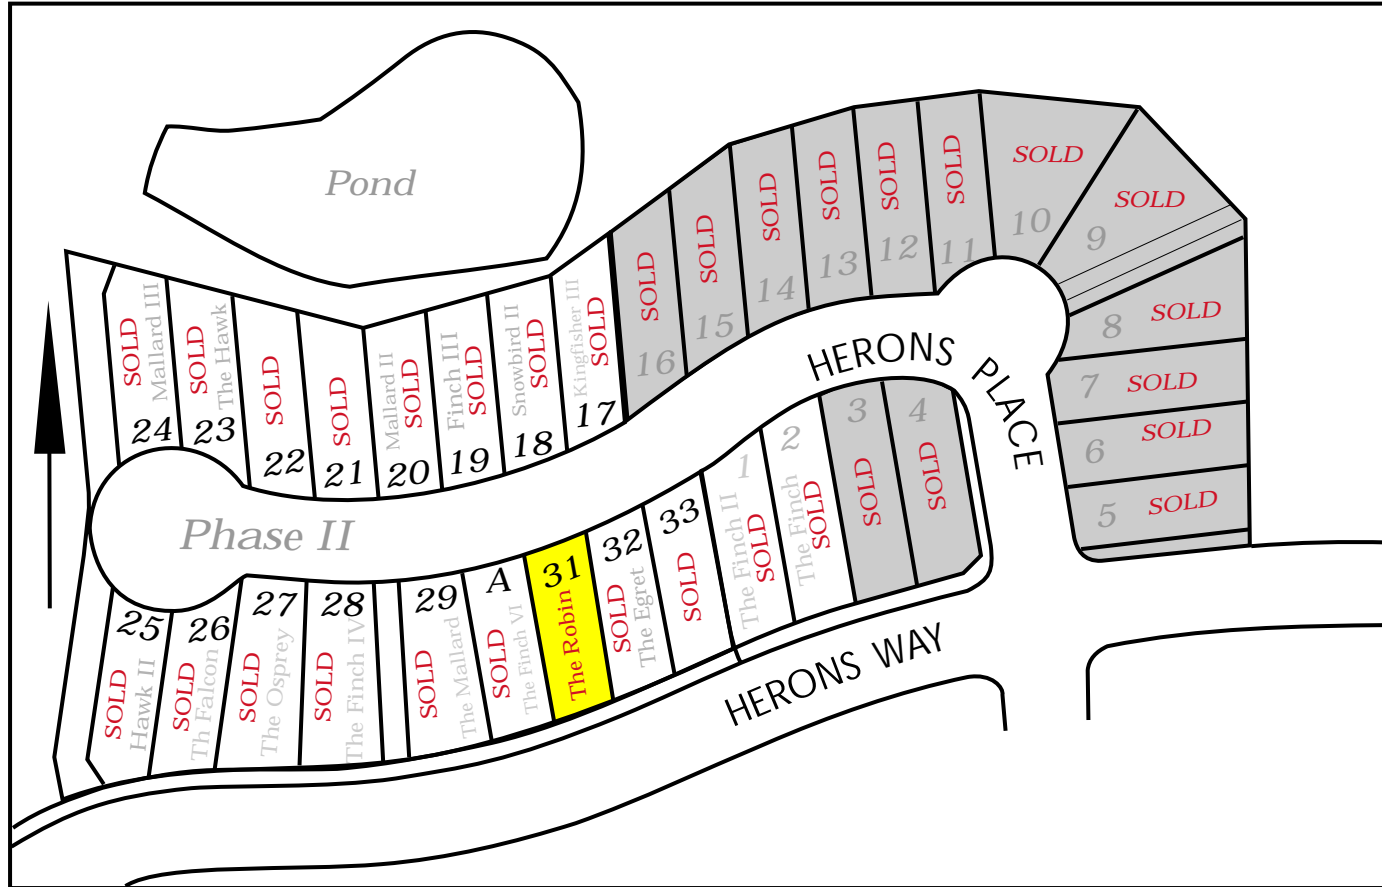 Pond
SOLD
Mallard III
24
SOLD
The Hawk
23
SOLD
22
SOLD
21
Mallard II
SOLD
20
Finch III
SOLD
19
Snowbird II
SOLD
18
Kingfisher III
SOLD
17
SOLD
16
SOLD
15
SOLD
14
SOLD
13
SOLD
12
SOLD
11
SOLD
10
SOLD
9
SOLD
8
7
SOLD
6
SOLD
5
SOLD
HERONS PLACE
Phase II
25
SOLD
Hawk II
26
SOLD
Th Falcon
27
SOLD
The Osprey
28
SOLD
The Finch IV
29
SOLD
The Mallard
A
SOLD
The Finch VI
31
The Robin
32
SOLD
The Egret
33
SOLD
1
The Finch II
SOLD
2
The Finch
SOLD
3
SOLD
4
SOLD
HERONS WAY